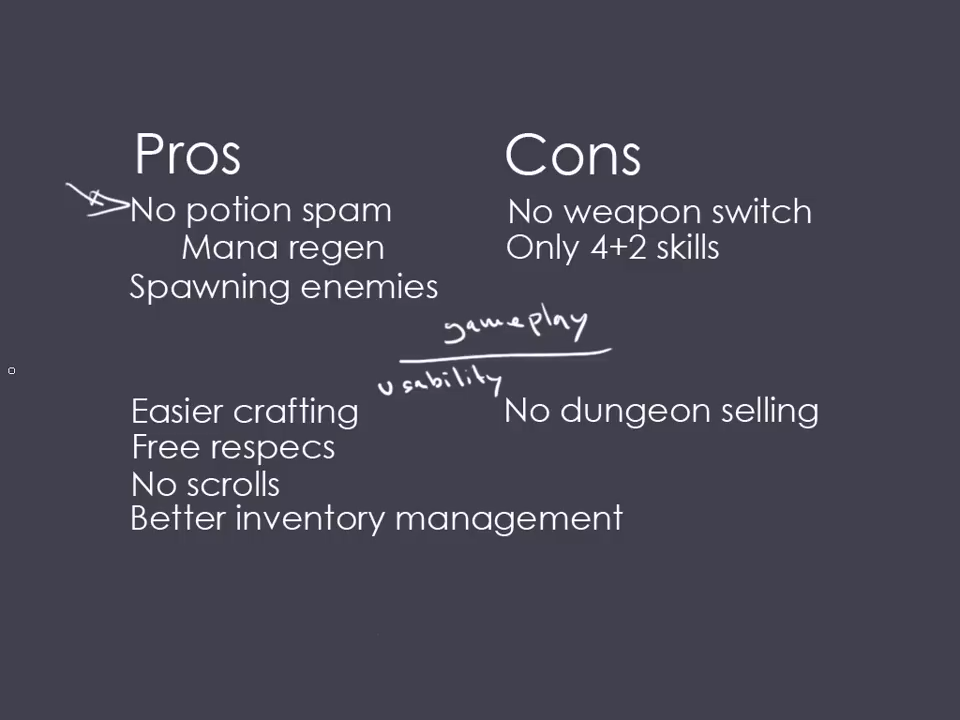 Pros
Cons
No potion spam
No weapon switch
Mana regen
Only 4+2 skills
Spawning enemies
gameplay
usability
Easier crafting
No dungeon selling
Free respecs
No scrolls
Better inventory management